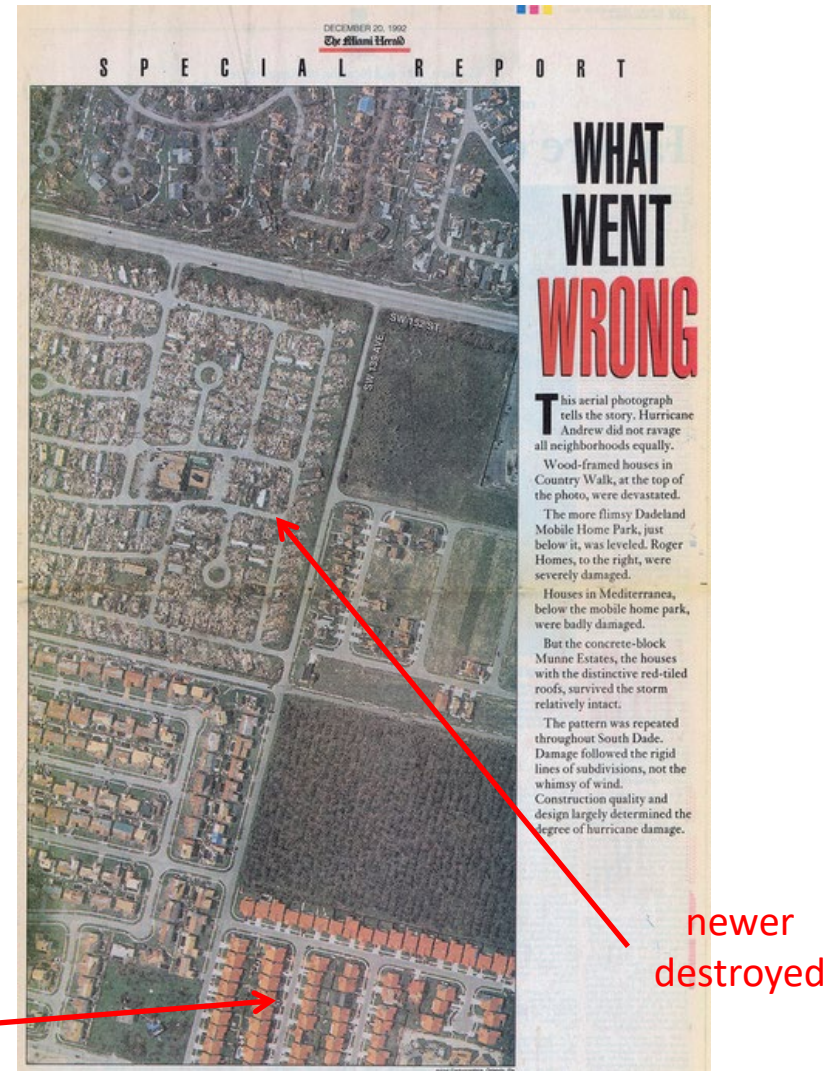 DECEMBER 20, 1992
The Miami Herald
SPECIAL REPORT
WHAT
WENT
WRONG
SW 152 ST
SW 139 AVE
This aerial photograph
tells the story. Hurricane
Andrew did not ravage
all neighborhoods equally.
Wood-framed houses in
Country Walk, at the top of
the photo, were devastated.
The more flimsy Dadeland
Mobile Home Park, just
below it, was leveled. Roger
Homes, to the right, were
severely damaged.
Houses in Mediterranea,
below the mobile home park,
were badly damaged.
But the concrete-block
Munne Estates, the houses
with the distinctive red-tiled
roofs, survived the storm
relatively intact.
The pattern was repeated
throughout South Dade.
Damage followed the rigid
lines of subdivisions, not the
whimsy of wind.
Construction quality and
design largely determined the
degree of hurricane damage.
newer
destroyed